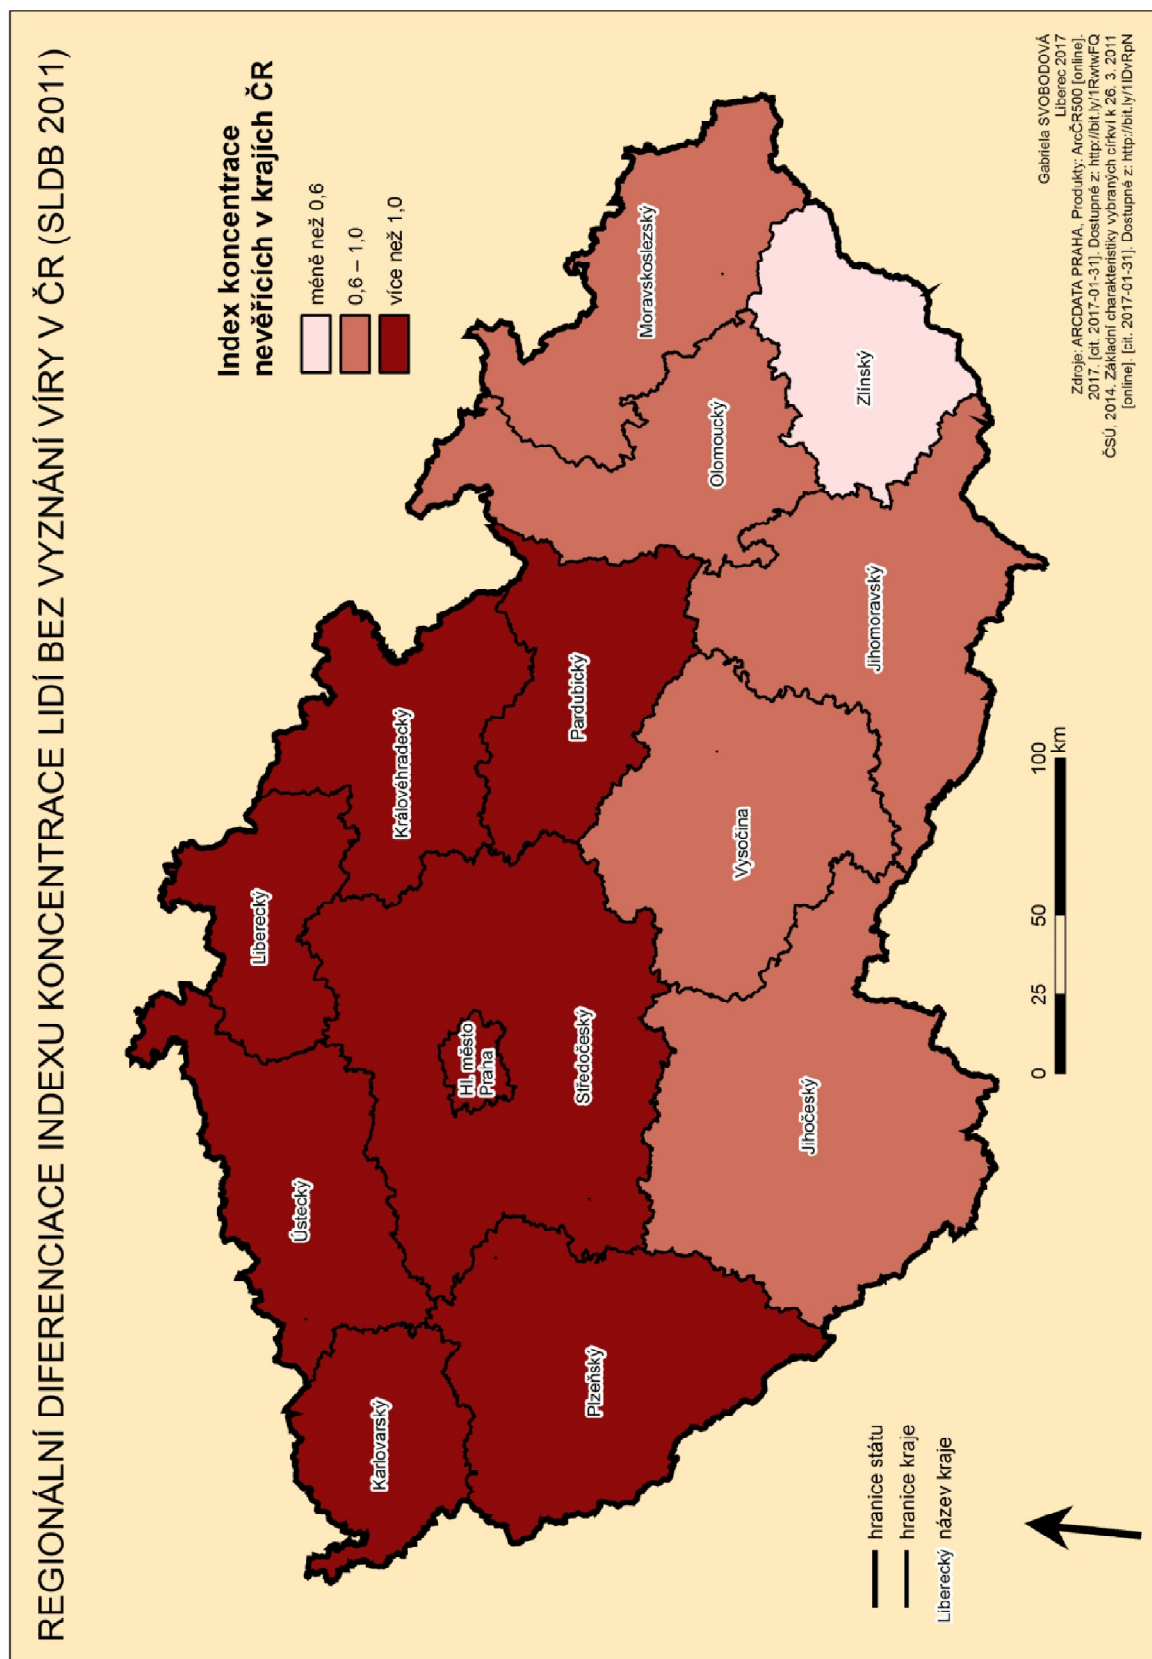 REGIONÁLNÍ DIFERENCIACE INDEXU KONCENTRACE LIDÍ BEZ VYZNÁNÍ VÍRY V ČR (SLDB 2011)
Index koncentrace
nevěřících v krajích ČR
méně než 0,6
0,6 – 1,0
více než 1,0
Liberecký
Ústecký
Karlovarský
Královéhradecký
Hl. město
Praha
Středočeský
Pardubický
Plzeňský
Moravskoslezský
Olomoucký
Vysočina
Jihočeský
Zlínský
Jihomoravský
hranice státu
hranice kraje
Liberecký název kraje
0 25 50 100
km
Gabriela SVOBODOVÁ
Liberec 2017
Zdroje: ARCDATA PRAHA, Produkty: ArcČR500 [online].
2017. [cit. 2017-01-31]. Dostupné z: http://bit.ly/1RwtwFQ
ČSÚ, 2014. Základní charakteristiky vybraných církví k 26. 3. 2011
[online]. [cit. 2017-01-31]. Dostupné z: http://bit.ly/1IDvRpN